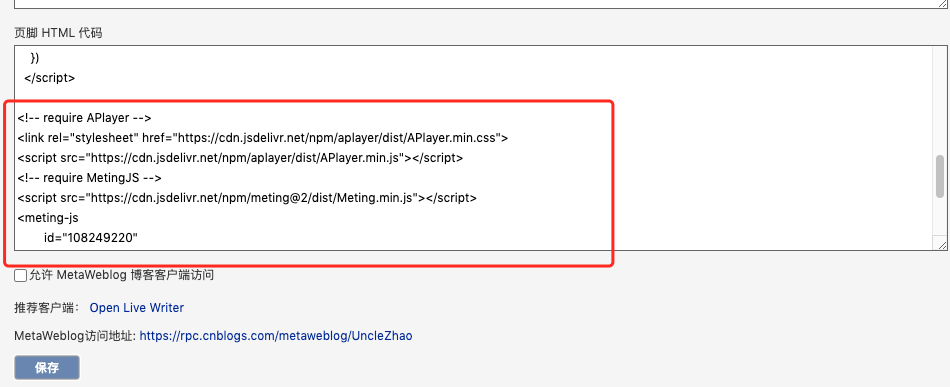 页脚 HTML 代码
})
</script>
<!-- require APlayer -->
<link rel="stylesheet" href="https://cdn.jsdelivr.net/npm/aplayer/dist/APlayer.min.css">
<script src="https://cdn.jsdelivr.net/npm/aplayer/dist/APlayer.min.js"></script>
<!-- require MetingJS -->
<script src="https://cdn.jsdelivr.net/npm/meting@2/dist/Meting.min.js"></script>
<meting-js
id="108249220"
允许 MetaWeblog 博客客户端访问
推荐客户端： Open Live Writer
MetaWeblog访问地址: https://rpc.cnblogs.com/metaweblog/UncleZhao
保存